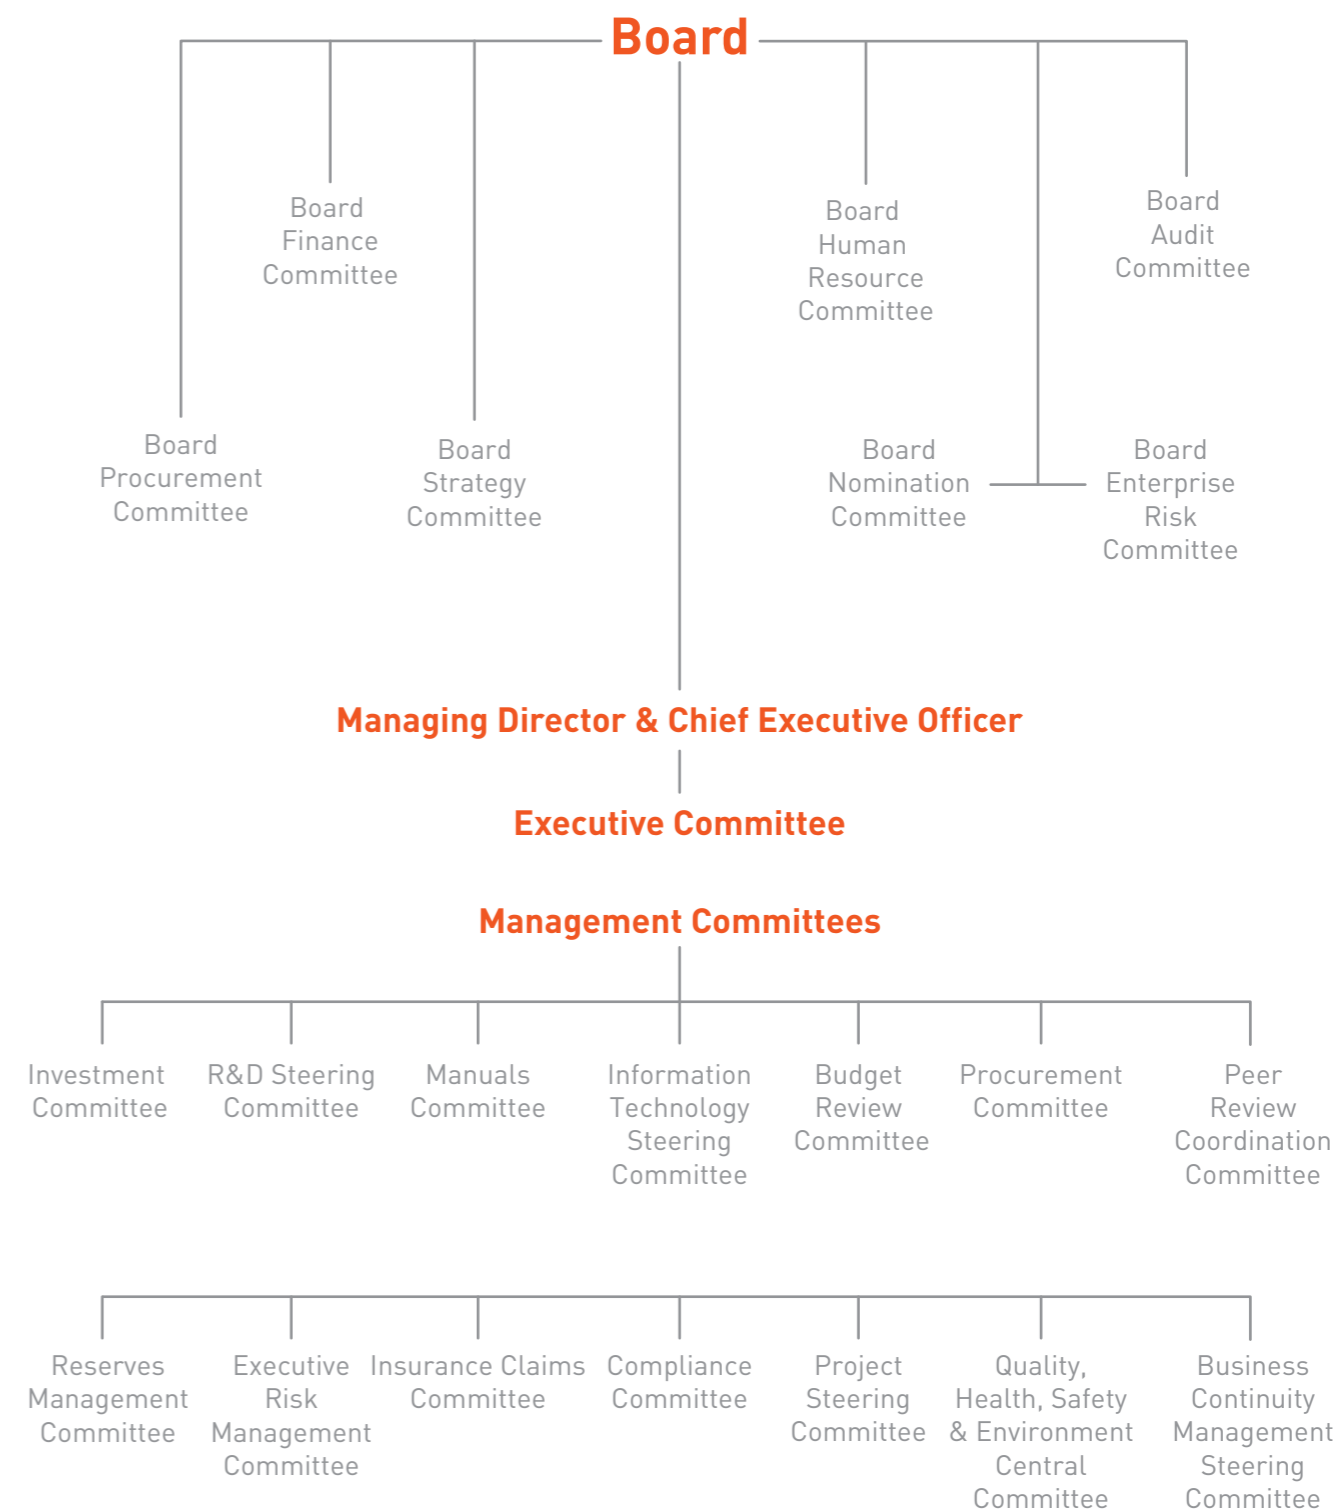 Board
Board
Finance
Committee
Board
Human
Resource
Committee
Board
Audit
Committee
Board
Procurement
Committee
Board
Strategy
Committee
Board
Nomination
Committee
Board
Enterprise
Risk
Committee
Managing Director & Chief Executive Officer
Executive Committee
Management Committees
Investment
Committee
R&D Steering
Committee
Manuals
Committee
Information
Technology
Steering
Committee
Budget
Review
Committee
Procurement
Committee
Peer
Review
Coordination
Committee
Reserves
Management
Committee
Executive
Risk
Management
Committee
Insurance Claims
Committee
Compliance
Committee
Project
Steering
Committee
Quality,
Health, Safety
& Environment
Central
Committee
Business
Continuity
Management
Steering
Committee